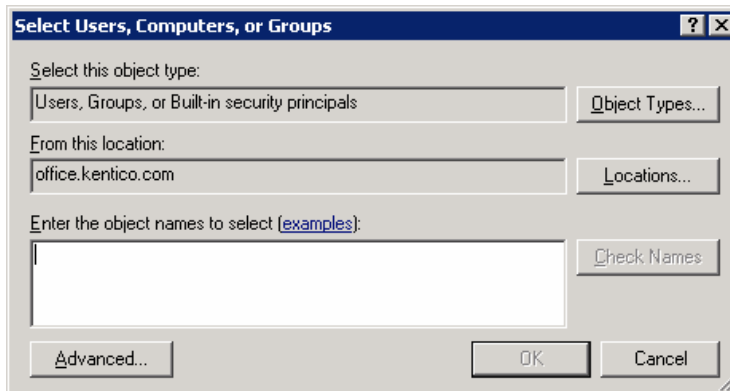 Select Users, Computers, or Groups
Select this object type:
Users, Groups, or Built-in security principals
Object Types...
From this location:
office.kentico.com
Locations...
Enter the object names to select (examples):
Check Names
Advanced...
OK
Cancel